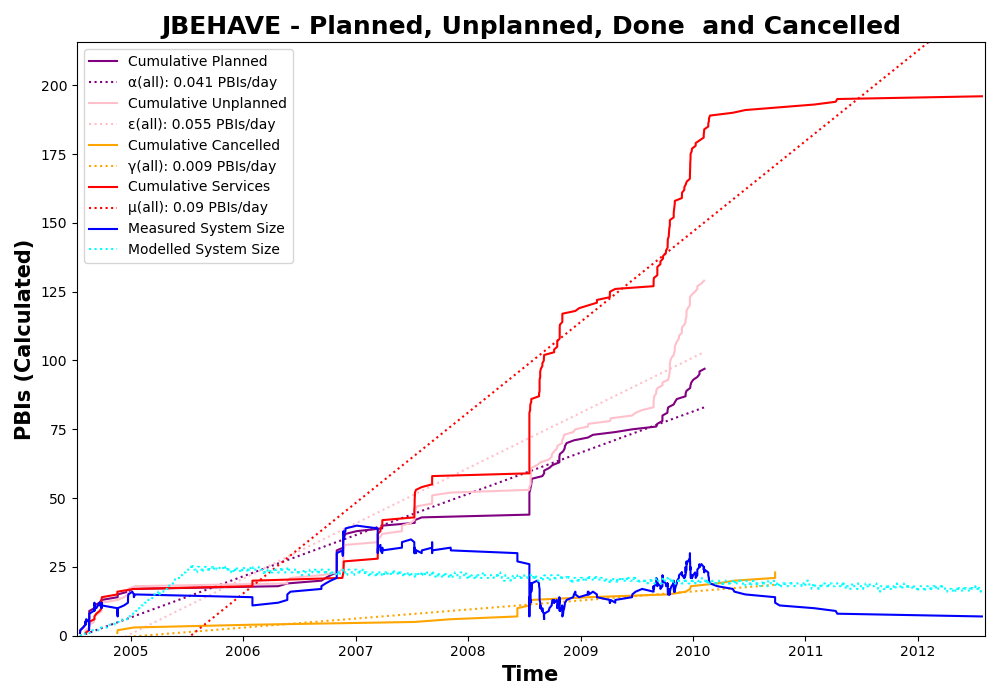 JBEHAVE - Planned, Unplanned, Done  and Cancelled
Cumulative Planned
α(all): 0.041 PBIs/day
Cumulative Unplanned
ε(all): 0.055 PBIs/day
Cumulative Cancelled
γ(all): 0.009 PBIs/day
Cumulative Services
μ(all): 0.09 PBIs/day
Measured System Size
Modelled System Size
PBIs (Calculated)
200
175
150
125
100
75
50
25
0
2005 2006 2007 2008 2009 2010 2011 2012
Time